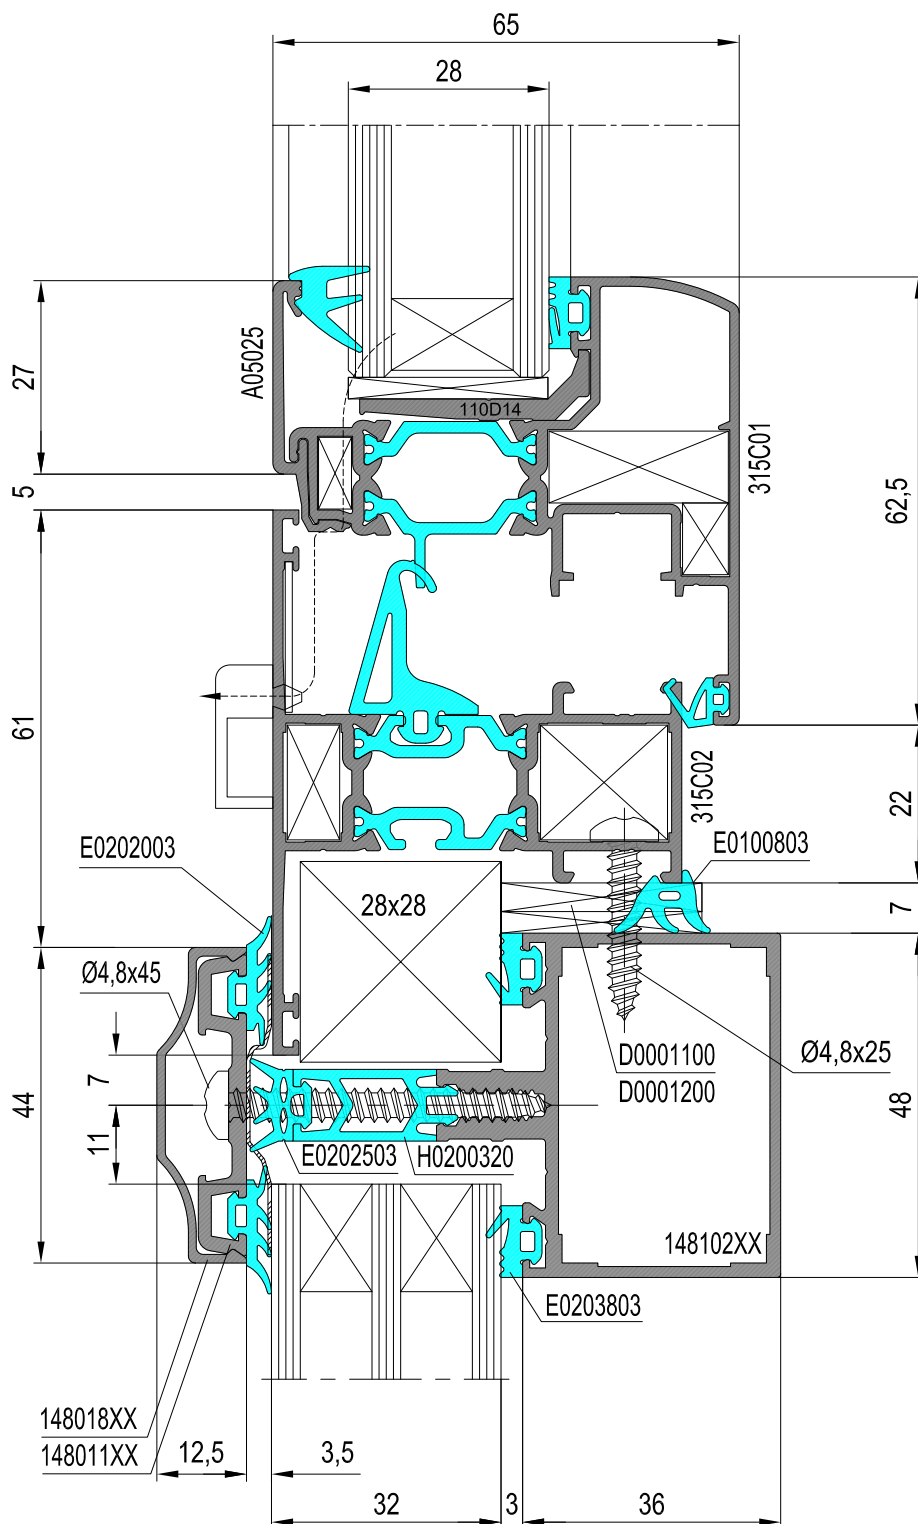 65
28
A05025
27
110D14
5
315C01
62,5
61
315C02
22
E0202003
E0100803
28x28
7
Ø4,8x45
D0001100
Ø4,8x25
D0001200
7
44
48
11
E0202503
H0200320
148102XX
E0203803
148018XX
148011XX
12,5
3,5
32
3
36